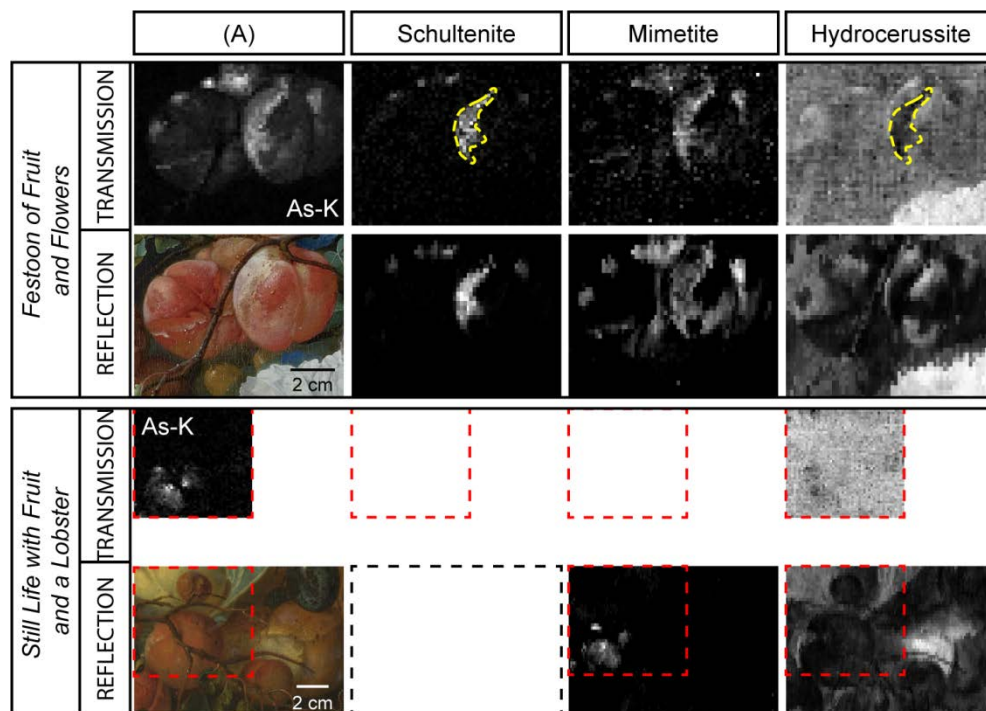 (A)
Schultenite
Mimetite
Hydrocerussite
Festoon of Fruit
and Flowers
TRANSMISSION
As-K
REFLECTION
2 cm
Still Life with Fruit
and a Lobster
TRANSMISSION
As-K
REFLECTION
2 cm